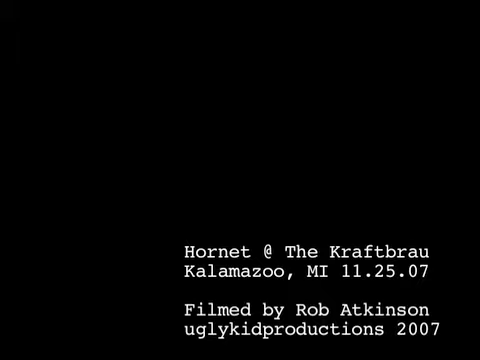 Hornet @ The Kraftbrau
Kalamazoo, MI 11.25.07
Filmed by Rob Atkinson
uglykidproductions 2007